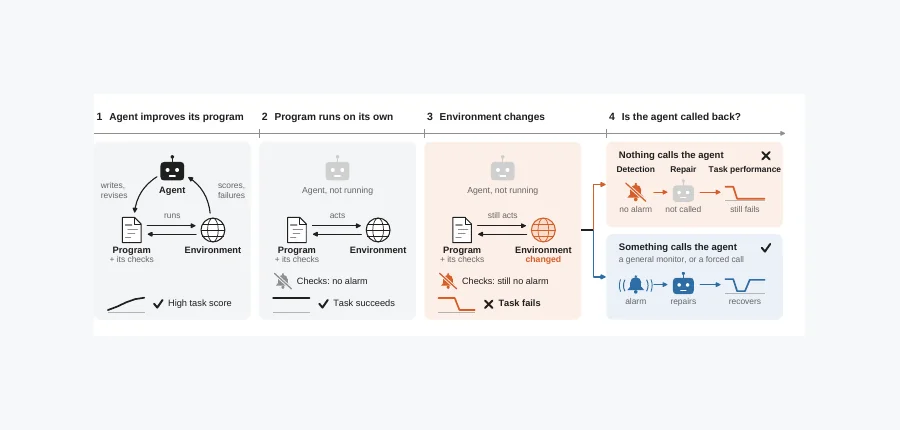 1 Agent improves its program
writes,
revises
scores,
failures
Agent
runs
Program
+ its checks
Environment
High task score
2 Program runs on its own
Agent, not running
acts
Program
+ its checks
Environment
Checks: no alarm
Task succeeds
3 Environment changes
Agent, not running
still acts
Program
+ its checks
Environment
changed
Checks: still no alarm
Task fails
4 Is the agent called back?
Nothing calls the agent
Detection Repair Task performance
no alarm not called still fails
Something calls the agent
a general monitor, or a forced call
alarm repairs recovers